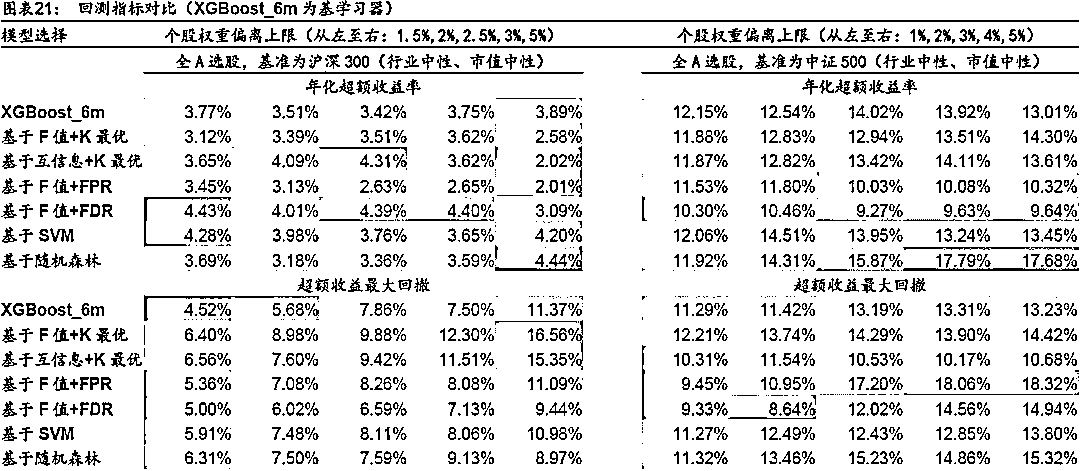 图表21： 回测指标对比（XGBoost_6m 为基学习器）
模型选择 个股权重偏离上限（从左至右：1.5%,2%,2.5%,3%,5%） 个股权重偏离上限（从左至右：1%,2%,3%,4%,5%）
全A选股，基准为沪深300（行业中性、市值中性） 全A选股，基准为中证500（行业中性、市值中性）
年化超额收益率 年化超额收益率
XGBoost_6m 3.77% 3.51% 3.42% 3.75% 3.89% 12.15% 12.54% 14.02% 13.92% 13.01%
基于 F 值+K 最优 3.12% 3.39% 3.51% 3.62% 2.58% 11.88% 12.83% 12.94% 13.51% 14.30%
基于互信息+K 最优 3.65% 4.09% 4.31% 3.62% 2.02% 11.87% 12.82% 13.42% 14.11% 13.61%
基于 F 值+FPR 3.45% 3.13% 2.63% 2.65% 2.01% 11.53% 11.80% 10.03% 10.08% 10.32%
基于 F 值+FDR 4.43% 4.01% 4.39% 4.40% 3.09% 10.30% 10.46% 9.27% 9.63% 9.64%
基于 SVM 4.28% 3.98% 3.76% 3.65% 4.20% 12.06% 14.51% 13.95% 13.24% 13.45%
基于随机森林 3.69% 3.18% 3.36% 3.59% 4.44% 11.92% 14.31% 15.87% 17.79% 17.68%
超额收益最大回撤 超额收益最大回撤
XGBoost_6m 4.52% 5.68% 7.86% 7.50% 11.37% 11.29% 11.42% 13.19% 13.31% 13.23%
基于 F 值+K 最优 6.40% 8.98% 9.88% 12.30% 16.56% 12.21% 13.74% 14.29% 13.90% 14.42%
基于互信息+K 最优 6.56% 7.60% 9.42% 11.51% 15.35% 10.31% 11.54% 10.53% 10.17% 10.68%
基于 F 值+FPR 5.36% 7.08% 8.26% 8.08% 11.09% 9.45% 10.95% 17.20% 18.06% 18.32%
基于 F 值+FDR 5.00% 6.02% 6.59% 7.13% 9.44% 9.33% 8.64% 12.02% 14.56% 14.94%
基于 SVM 5.91% 7.48% 8.11% 8.06% 10.98% 11.27% 12.49% 12.43% 12.85% 13.80%
基于随机森林 6.31% 7.50% 7.59% 9.13% 8.97% 11.32% 13.46% 15.23% 14.86% 15.32%